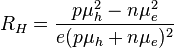 R_H = \frac{p\mu_h^2 - n\mu_e^2}{e(p\mu_h + n\mu_e)^2}